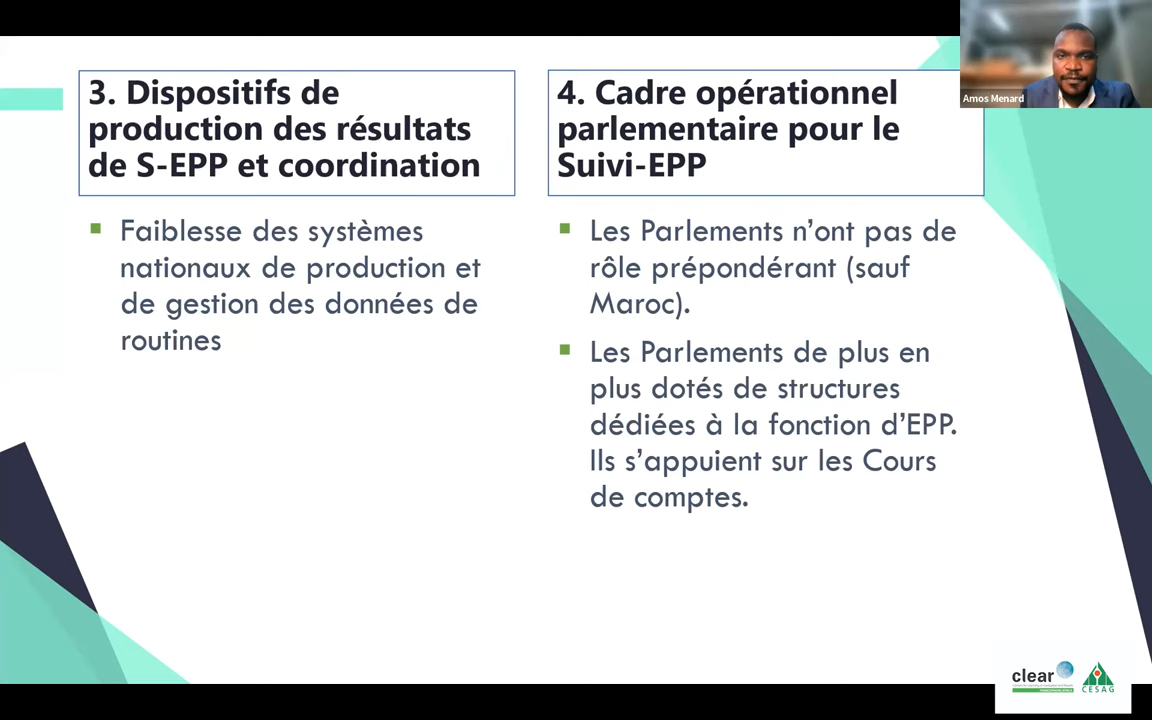 3. Dispositifs de
production des résultats
de S-EPP et coordination
Faiblesse des systèmes
nationaux de production et
de gestion des données de
routines
4. Cadre opérationnel
parlementaire pour le
Suivi-EPP
Les Parlements n’ont pas de
rôle prépondérant (sauf
Maroc).
Les Parlements de plus en
plus dotés de structures
dédiées à la fonction d’EPP.
Ils s’appuient sur les Cours
de comptes.
Amos Menard
clear
CESAG